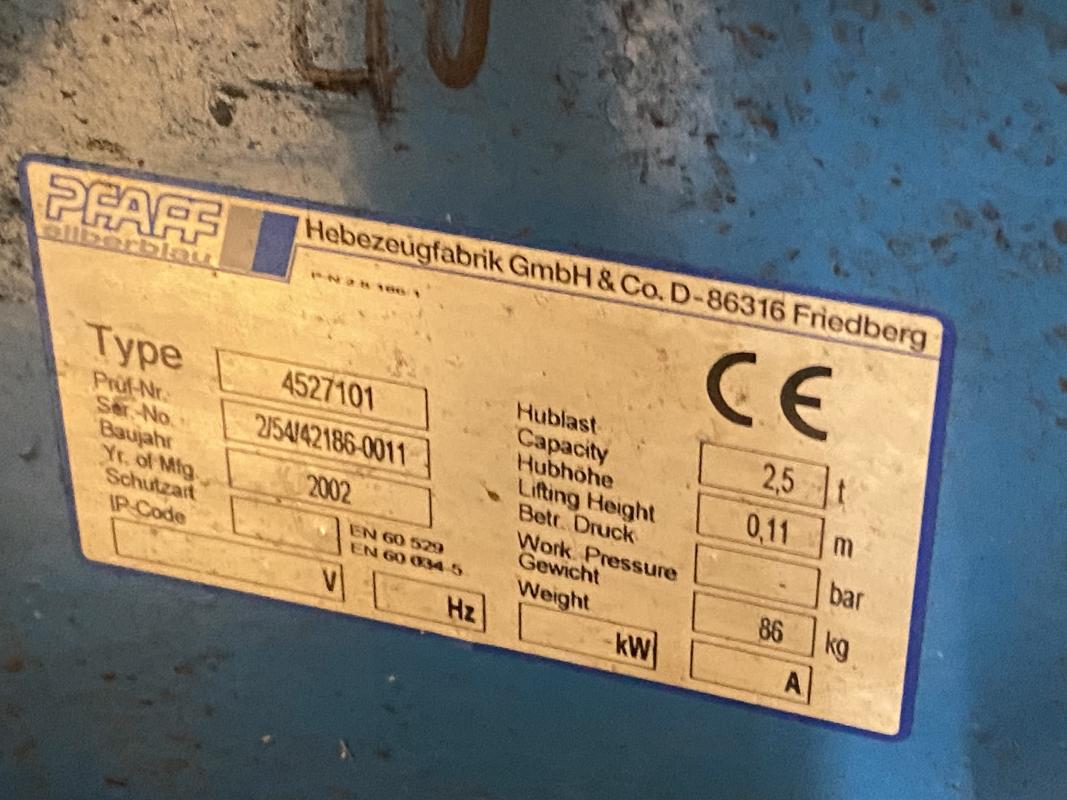 PFAFF
silberblau
Hebezeugfabrik GmbH & Co. D-86316 Friedberg
CE
Type 4527101
Prüf-Nr.
Ser.-No. 2/54/42186-0011
Baujahr
Yr. of Mfg. 2002
Schutzart
IP-Code
EN 60 529
EN 60 034-5
V
Hz
kW
A
Hublast
Capacity 2,5 t
Hubhöhe
Lifting Height 0,11 m
Betr. Druck
Work. Pressure - bar
Gewicht
Weight 86 kg